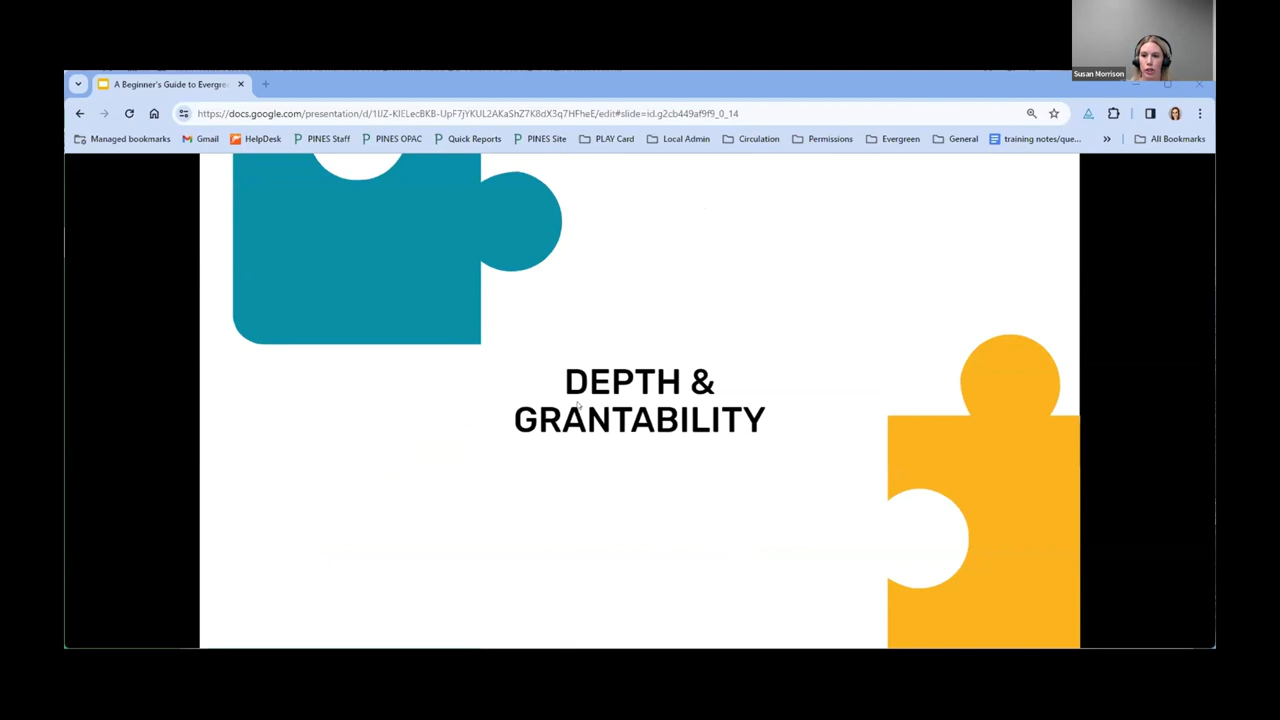 Susan Morrison
A Beginner's Guide to Evergre
https://docs.google.com/presentation/d/1IJZ-KIELecBKB-UpF7jYKUL2AKaShZ7K8dX3q7HFheE/edit#slide=id.g2cb449af9f9_0_14
Managed bookmarks Gmail HelpDesk PINES Staff PINES OPAC Quick Reports PINES Site PLAY Card Local Admin Circulation Permissions Evergreen General training notes/que... » All Bookmarks
DEPTH &
GRANTABILITY